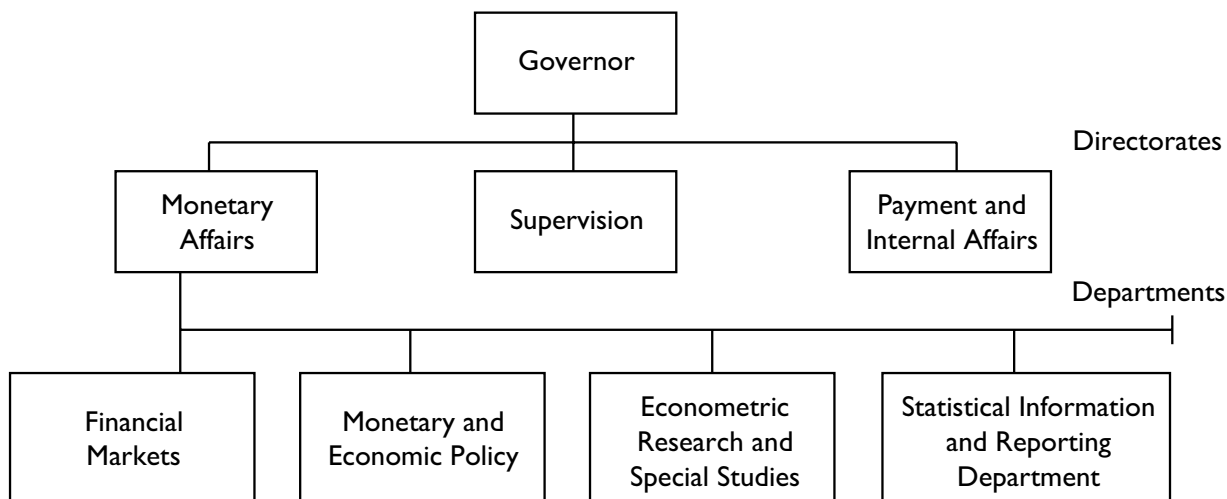 Governor
Directorates
Monetary
Affairs
Supervision
Payment and
Internal Affairs
Departments
Financial
Markets
Monetary and
Economic Policy
Econometric
Research and
Special Studies
Statistical Information
and Reporting
Department